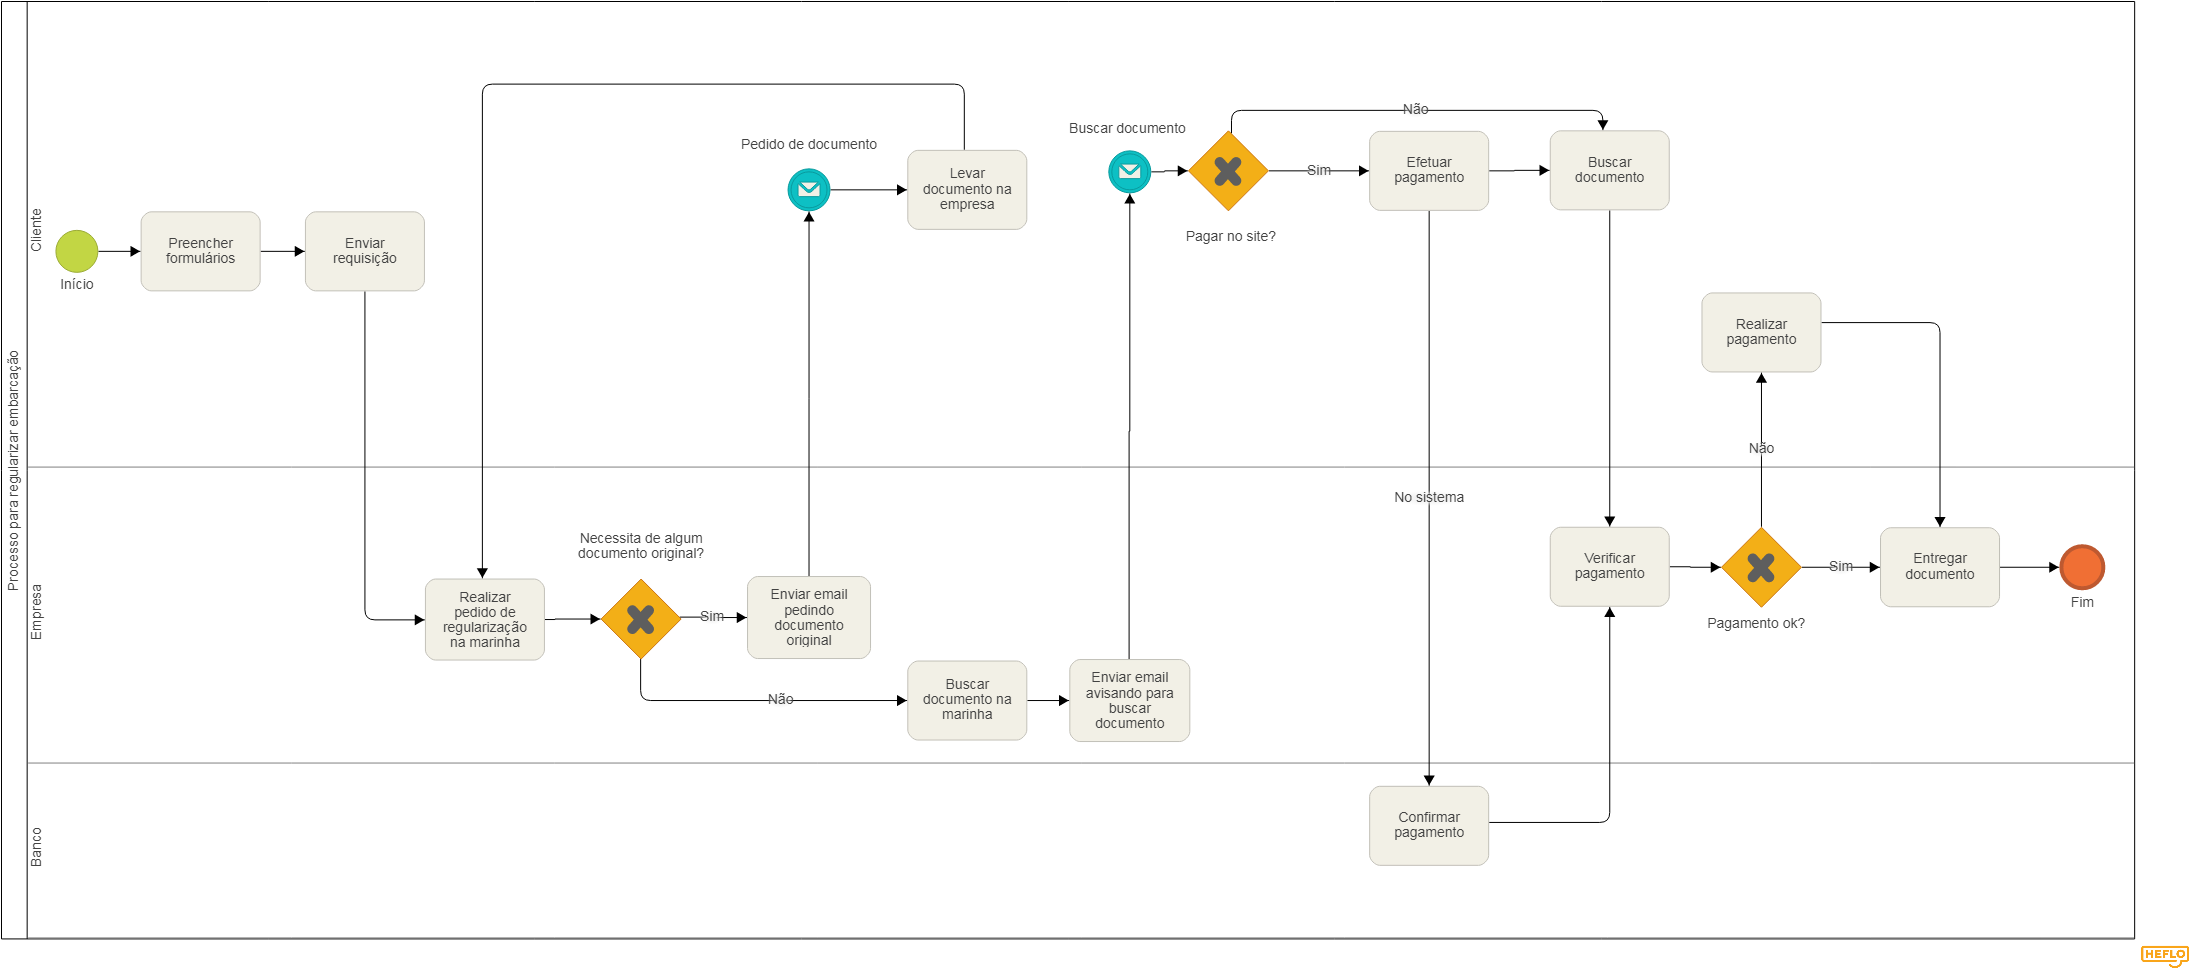 Processo para regularizar embarcação
Cliente
Início
Preencher
formulários
Enviar
requisição
Pedido de documento
Levar
documento na
empresa
Buscar documento
Pagar no site?
Não
Sim
Efetuar
pagamento
Buscar
documento
Realizar
pagamento
Não
No sistema
Empresa
Realizar
pedido de
regularização
na marinha
Necessita de algum
documento original?
Sim
Enviar email
pedindo
documento
original
Não
Buscar
documento na
marinha
Enviar email
avisando para
buscar
documento
Verificar
pagamento
Pagamento ok?
Sim
Entregar
documento
Fim
Banco
Confirmar
pagamento
HEFLO